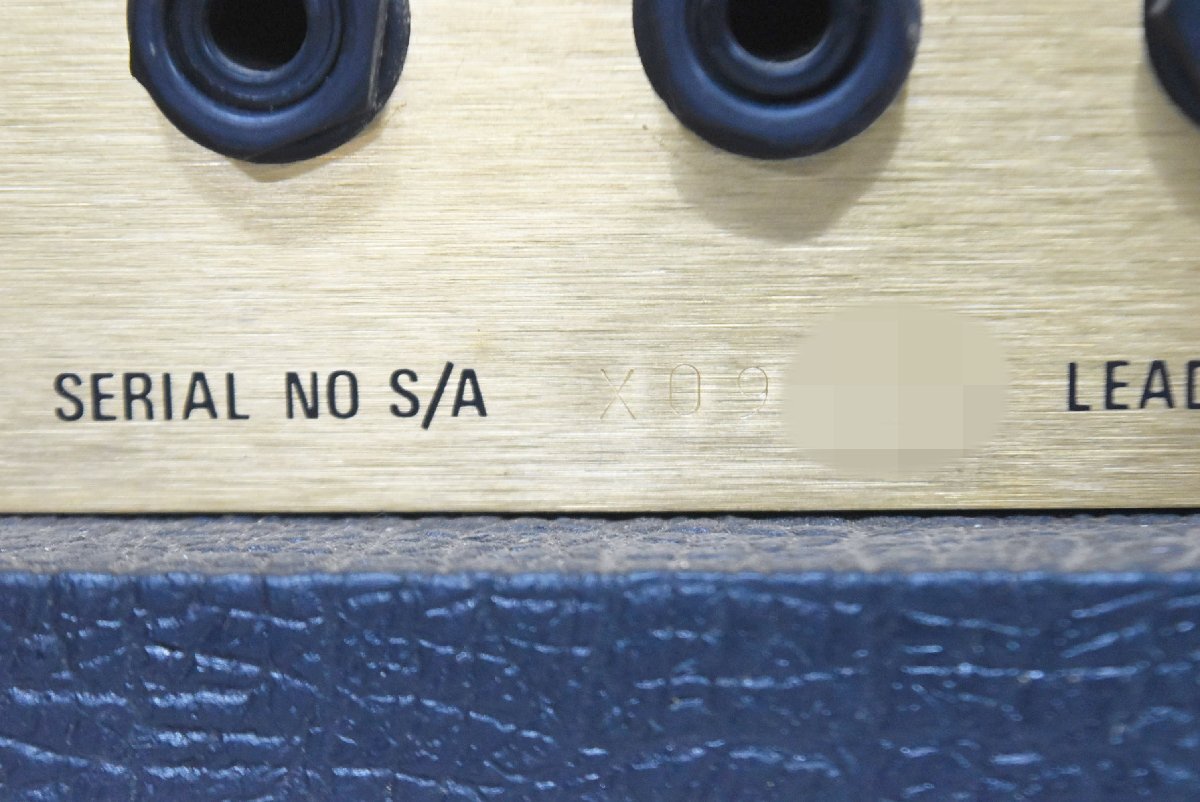 SERIAL NO S/A X09 LEAD